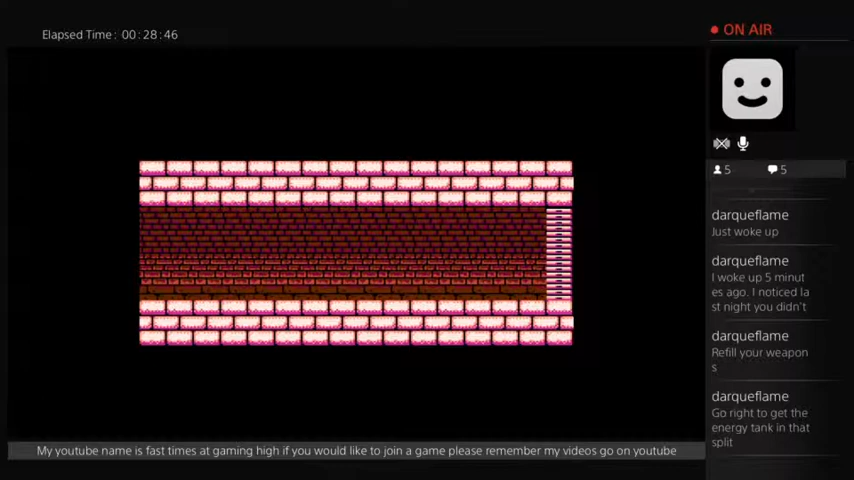 Elapsed Time: 00:28:46
ON AIR
5
5
darqueflame
Just woke up
darqueflame
I woke up 5 minut
es ago. I noticed la
st night you didn't
darqueflame
Refill your weapon
s
darqueflame
Go right to get the
energy tank in that
split
My youtube name is fast times at gaming high if you would like to join a game please remember my videos go on youtube